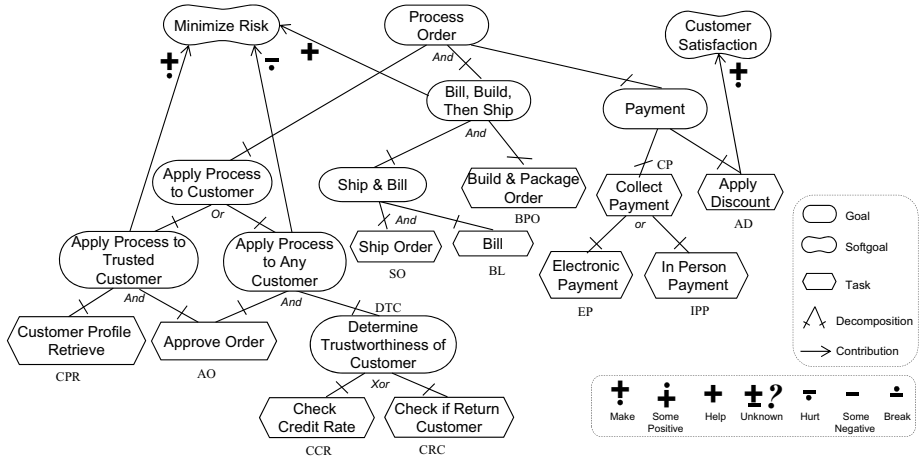 Minimize Risk
Process
Order
Customer
Satisfaction
And
Bill, Build,
Then Ship
Payment
And
CP
Apply Process
to Customer
Ship & Bill
Build & Package
Order
Collect
Payment
Apply
Discount
Or
And
BPO
or
AD
Goal
Apply Process to
Trusted
Customer
Apply Process
to Any
Customer
Ship Order
Bill
Softgoal
SO
BL
Electronic
Payment
In Person
Payment
Task
And
And
DTC
EP
IPP
Decomposition
Customer Profile
Retrieve
Approve Order
Determine
Trustworthiness of
Customer
Contribution
CPR
AO
Xor
Check
Credit Rate
Check if Return
Customer
CCR
CRC
?
Make
Some
Positive
Help
Unknown
Hurt
Some
Negative
Break